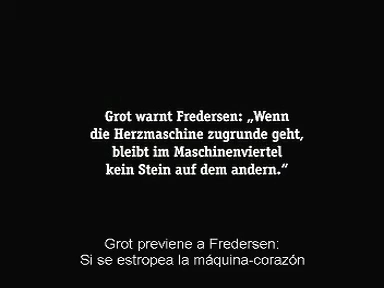 Grot warnt Fredersen: „Wenn
die Herzmaschine zugrunde geht,
bleibt im Maschinenviertel
kein Stein auf dem andern.“
Grot previene a Fredersen:
Si se estropea la máquina-corazón